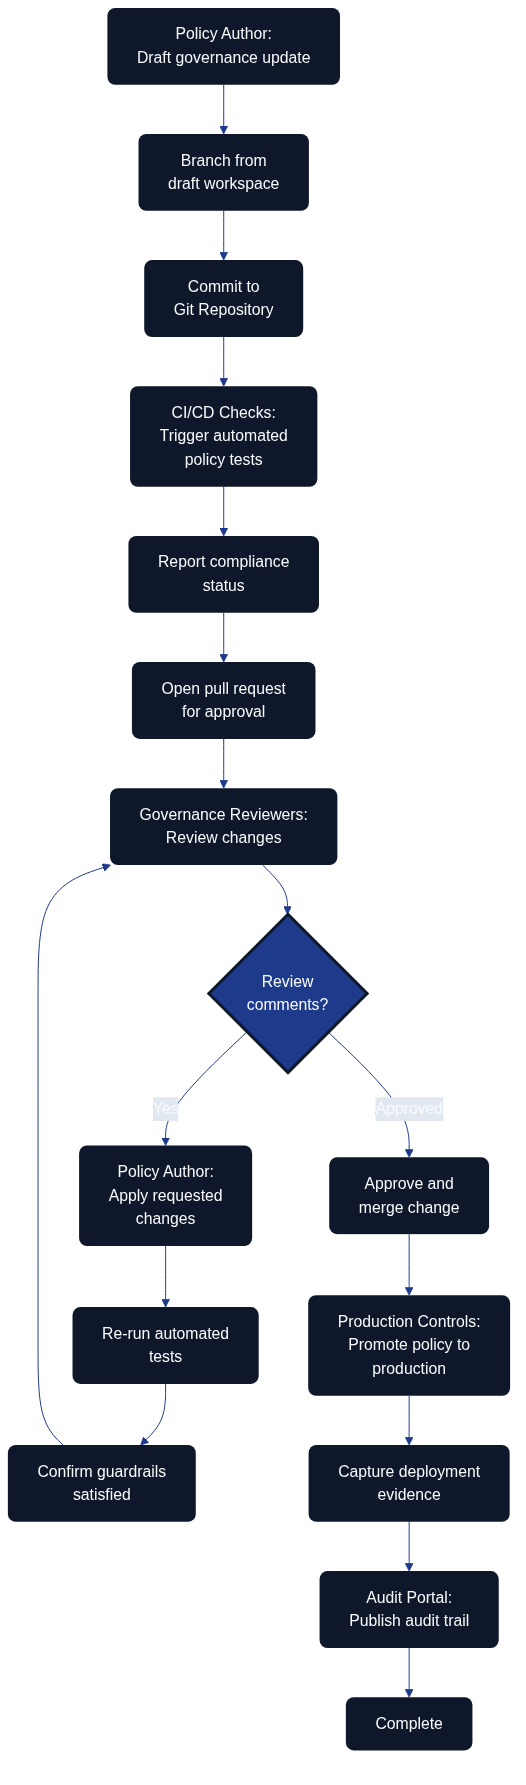 Policy Author:
Draft governance update
Branch from
draft workspace
Commit to
Git Repository
CI/CD Checks:
Trigger automated
policy tests
Report compliance
status
Open pull request
for approval
Governance Reviewers:
Review changes
Review
comments?
Yes
Approved
Policy Author:
Apply requested
changes
Approve and
merge change
Re-run automated
tests
Production Controls:
Promote policy to
production
Confirm guardrails
satisfied
Capture deployment
evidence
Audit Portal:
Publish audit trail
Complete